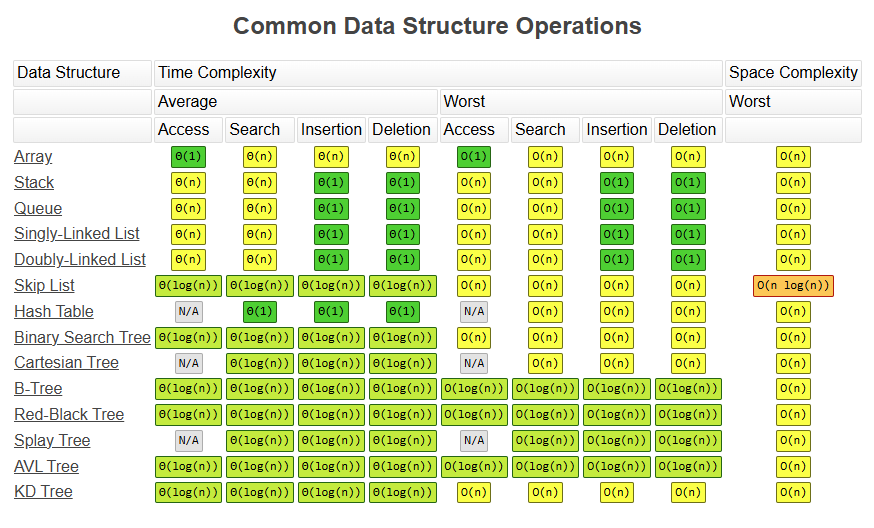 Common Data Structure Operations
Data Structure Time Complexity Space Complexity
Average Worst Worst
Access Search Insertion Deletion Access Search Insertion Deletion
Array Θ(1) Θ(n) Θ(n) Θ(n) O(1) O(n) O(n) O(n) O(n)
Stack Θ(n) Θ(n) Θ(1) Θ(1) O(n) O(n) O(1) O(1) O(n)
Queue Θ(n) Θ(n) Θ(1) Θ(1) O(n) O(n) O(1) O(1) O(n)
Singly-Linked List Θ(n) Θ(n) Θ(1) Θ(1) O(n) O(n) O(1) O(1) O(n)
Doubly-Linked List Θ(n) Θ(n) Θ(1) Θ(1) O(n) O(n) O(1) O(1) O(n)
Skip List Θ(log(n)) Θ(log(n)) Θ(log(n)) Θ(log(n)) O(n) O(n) O(n) O(n) O(n log(n))
Hash Table N/A Θ(1) Θ(1) Θ(1) N/A O(n) O(n) O(n) O(n)
Binary Search Tree Θ(log(n)) Θ(log(n)) Θ(log(n)) Θ(log(n)) O(n) O(n) O(n) O(n) O(n)
Cartesian Tree N/A Θ(log(n)) Θ(log(n)) Θ(log(n)) N/A O(n) O(n) O(n) O(n)
B-Tree Θ(log(n)) Θ(log(n)) Θ(log(n)) Θ(log(n)) O(log(n)) O(log(n)) O(log(n)) O(log(n)) O(n)
Red-Black Tree Θ(log(n)) Θ(log(n)) Θ(log(n)) Θ(log(n)) O(log(n)) O(log(n)) O(log(n)) O(log(n)) O(n)
Splay Tree N/A Θ(log(n)) Θ(log(n)) Θ(log(n)) N/A O(log(n)) O(log(n)) O(log(n)) O(n)
AVL Tree Θ(log(n)) Θ(log(n)) Θ(log(n)) Θ(log(n)) O(log(n)) O(log(n)) O(log(n)) O(log(n)) O(n)
KD Tree Θ(log(n)) Θ(log(n)) Θ(log(n)) Θ(log(n)) O(n) O(n) O(n) O(n) O(n)